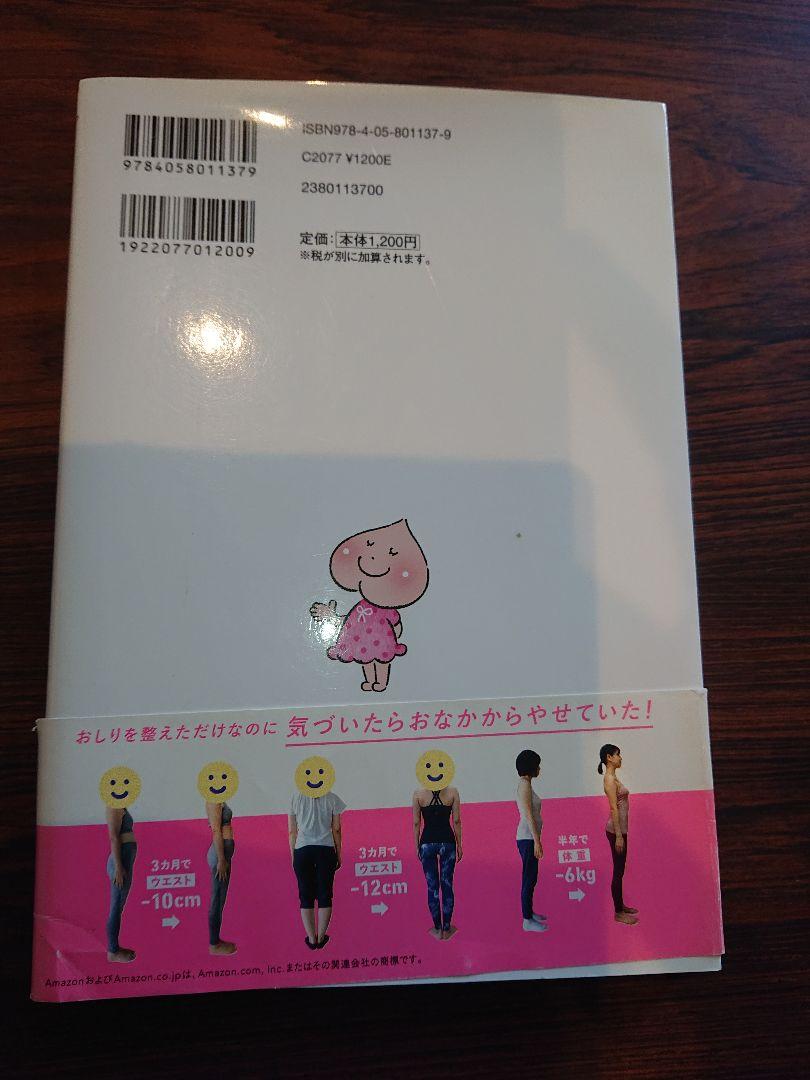 ISBN978-4-05-801137-9
9784058011379
C2077 ¥1200E
2380113700
1922077012009
定価：本体1,200円
※税が別に加算されます。
おしりを整えただけなのに 気づいたらおなかからやせていた！
3カ月で
ウエスト
-10cm
3カ月で
ウエスト
-12cm
半年で
体重
-6kg
AmazonおよびAmazon.co.jpは、Amazon.com, Inc.またはその関連会社の商標です。